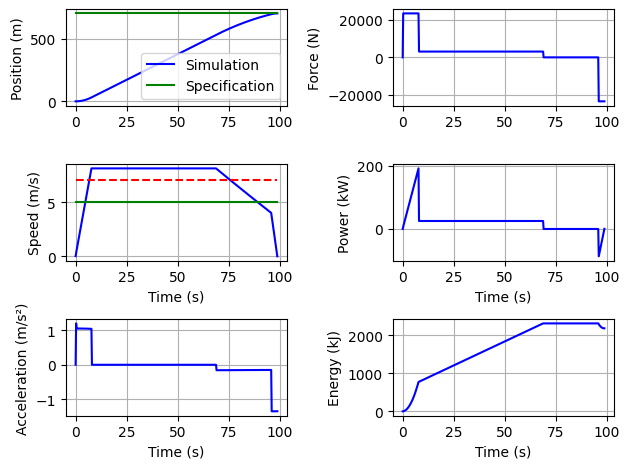 Position (m)
500
0
0 25 50 75 100
Simulation
Specification
Force (N)
20000
0
−20000
0 25 50 75 100
Speed (m/s)
5
0
0 25 50 75 100
Time (s)
Power (kW)
200
0
0 25 50 75 100
Time (s)
Acceleration (m/s²)
1
0
−1
0 25 50 75 100
Time (s)
Energy (kJ)
2000
1000
0
0 25 50 75 100
Time (s)